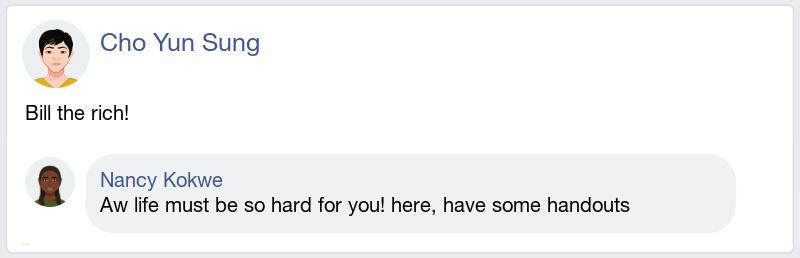 Cho Yun Sung
Bill the rich!
Nancy Kokwe
Aw life must be so hard for you! here, have some handouts